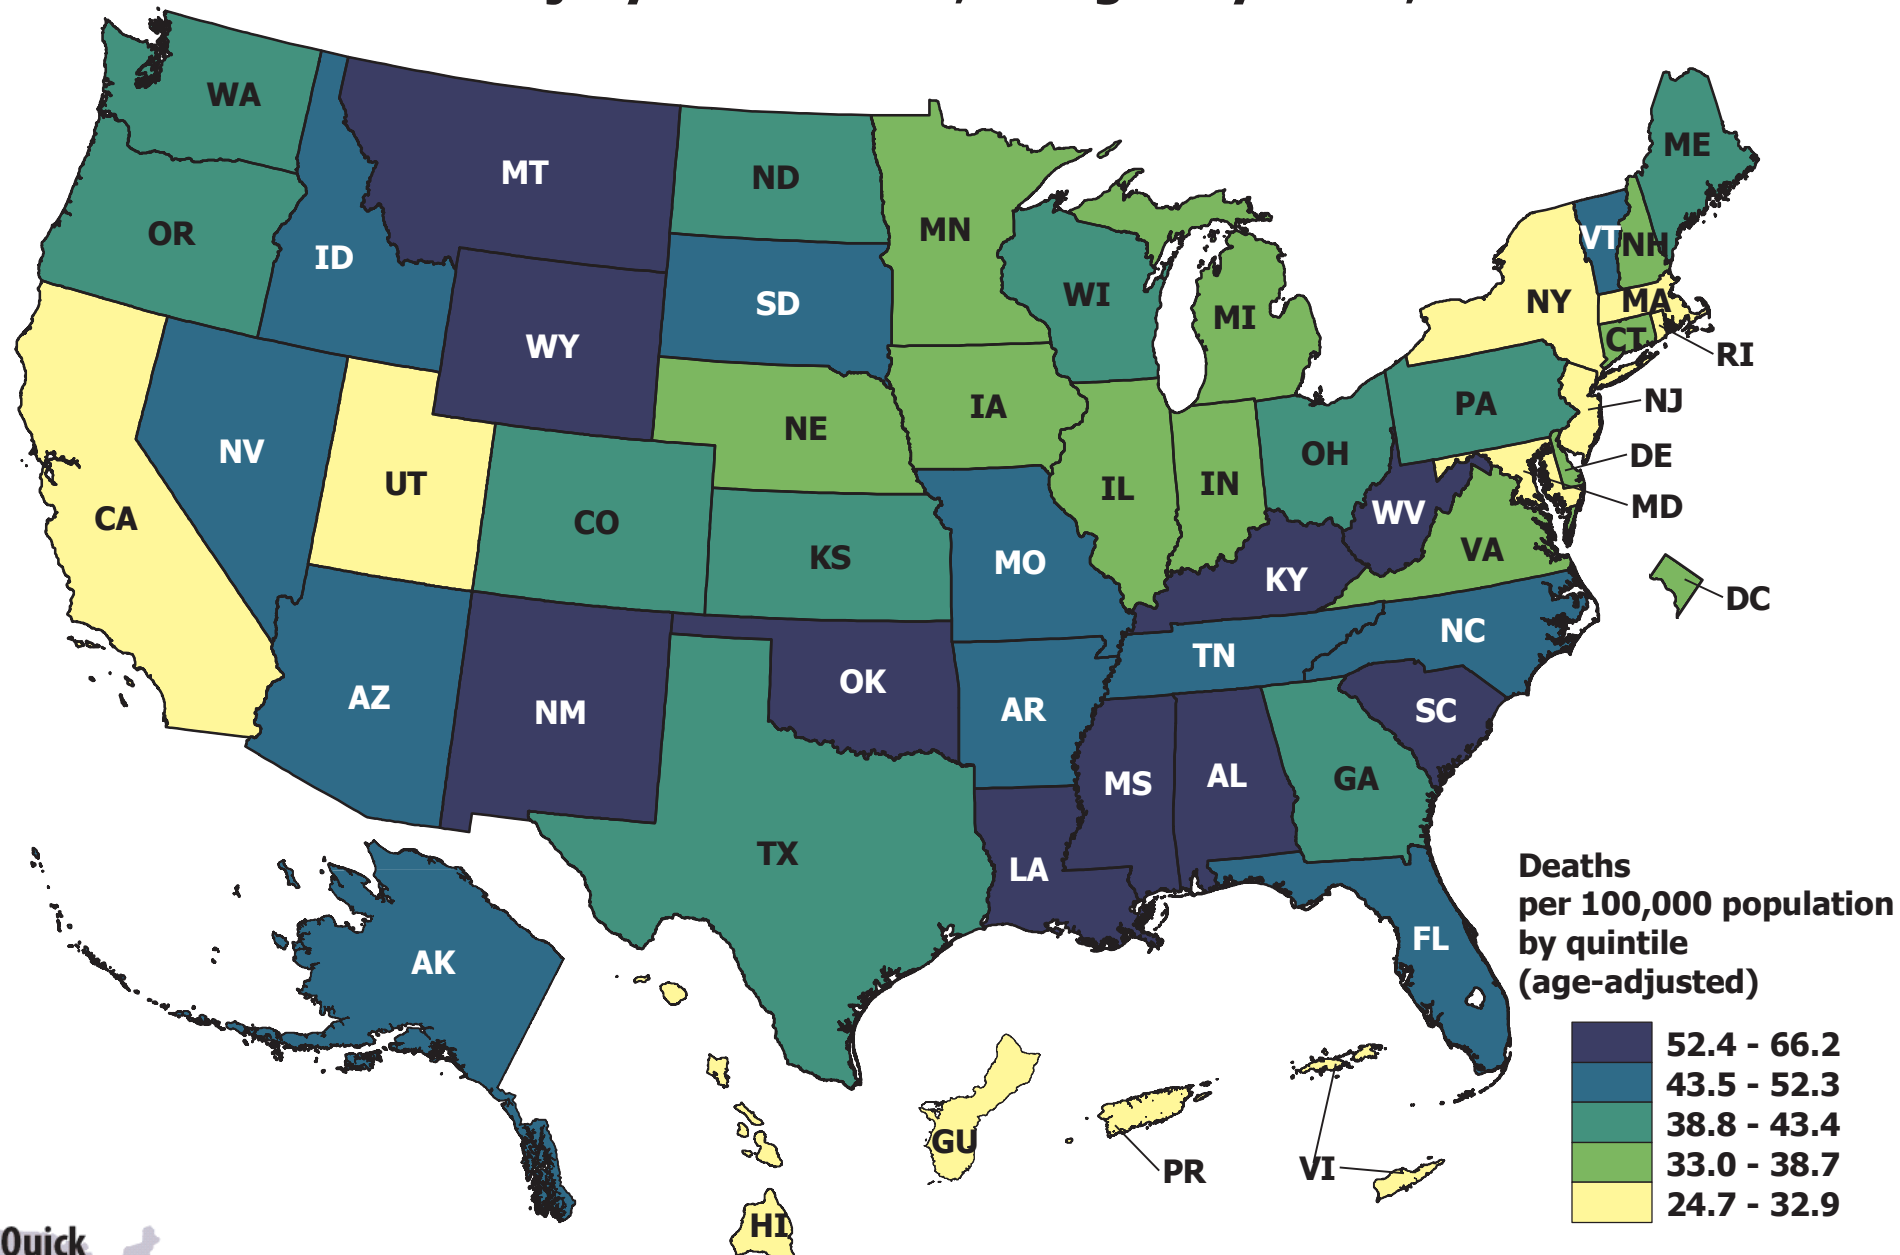 WA
MT
ND
ME
OR
ID
MN
VT
NH
WI
SD
NY
MA
MI
CT
RI
WY
NE
IA
PA
NJ
NV
UT
OH
DE
CA
CO
IL
IN
WV
MD
KS
MO
KY
VA
DC
TN
NC
AZ
NM
OK
AR
SC
MS
AL
GA
TX
LA
AK
FL
Deaths
per 100,000 population
by quintile
(age-adjusted)
52.4 - 66.2
43.5 - 52.3
38.8 - 43.4
33.0 - 38.7
24.7 - 32.9
GU
PR
VI
HI
Quick